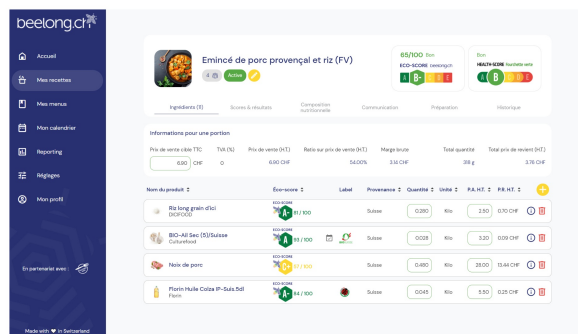 beelong.ch
Accueil
Mes recettes
Mes menus
Mon calendrier
Reporting
Réglages
Mon profil
En partenariat avec :
Made with ❤ in Switzerland
Emincé de porc provençal et riz (FV)
4 Active
65/100 Bon
ECO-SCORE beelongch
A B- C D E
Bon
HEALTH-SCORE
A B C D E
Ingrédients (11)
Scores & résultats
Composition nutritionnelle
Communication
Préparation
Historique
Informations pour une portion
Prix de vente cible TTC TVA (%) Prix de vente (H.T.) Ratio sur prix de vente (H.T.) Marge brute Total quantité Total prix de revient (H.T.)
6.90 CHF 0 6.90 CHF 54.00% 3.14 CHF 318 g 3.76 CHF
Nom du produit Éco-score Label Provenance Quantité Unité P.A. H.T. P.R. H.T.
Riz long grain d'ici
DICIFOOD
ECO-SCORE
A- 81 / 100
Suisse 0.280 Kilo 2.50 0.70 CHF
BIO-All Sec (5)/Suisse
Culturefood
ECO-SCORE
A 93 / 100
Suisse 0.028 Kilo 3.20 0.09 CHF
Noix de porc
ECO-SCORE
C+ 57 / 100
Suisse 0.480 Kilo 28.00 13.44 CHF
Florin Huile Colza IP-Suis.5dl
Florin
ECO-SCORE
A- 84 / 100
Suisse 0.045 Kilo 5.50 0.25 CHF